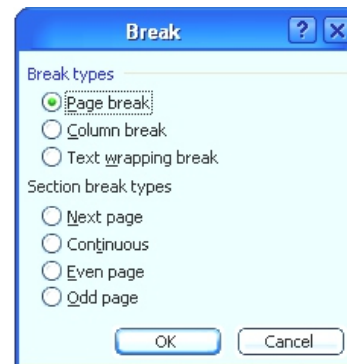 Break
Break types
Page break
Column break
Text wrapping break
Section break types
Next page
Continuous
Even page
Odd page
OK Cancel